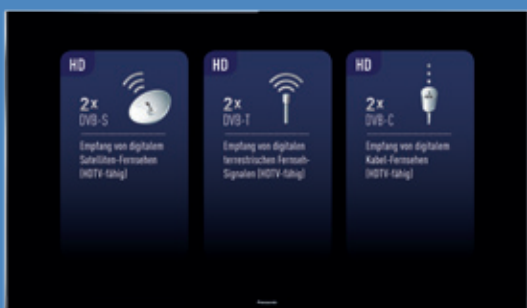 HD
2x
DVB-S
Empfang von digitalem
Satelliten-Fernsehen
(HDTV-fähig)
HD
2x
DVB-T
Empfang von digitalen
terrestrischen Fernseh-
Signalen (HDTV-fähig)
HD
2x
DVB-C
Empfang von digitalem
Kabel-Fernsehen
(HDTV-fähig)
Panasonic